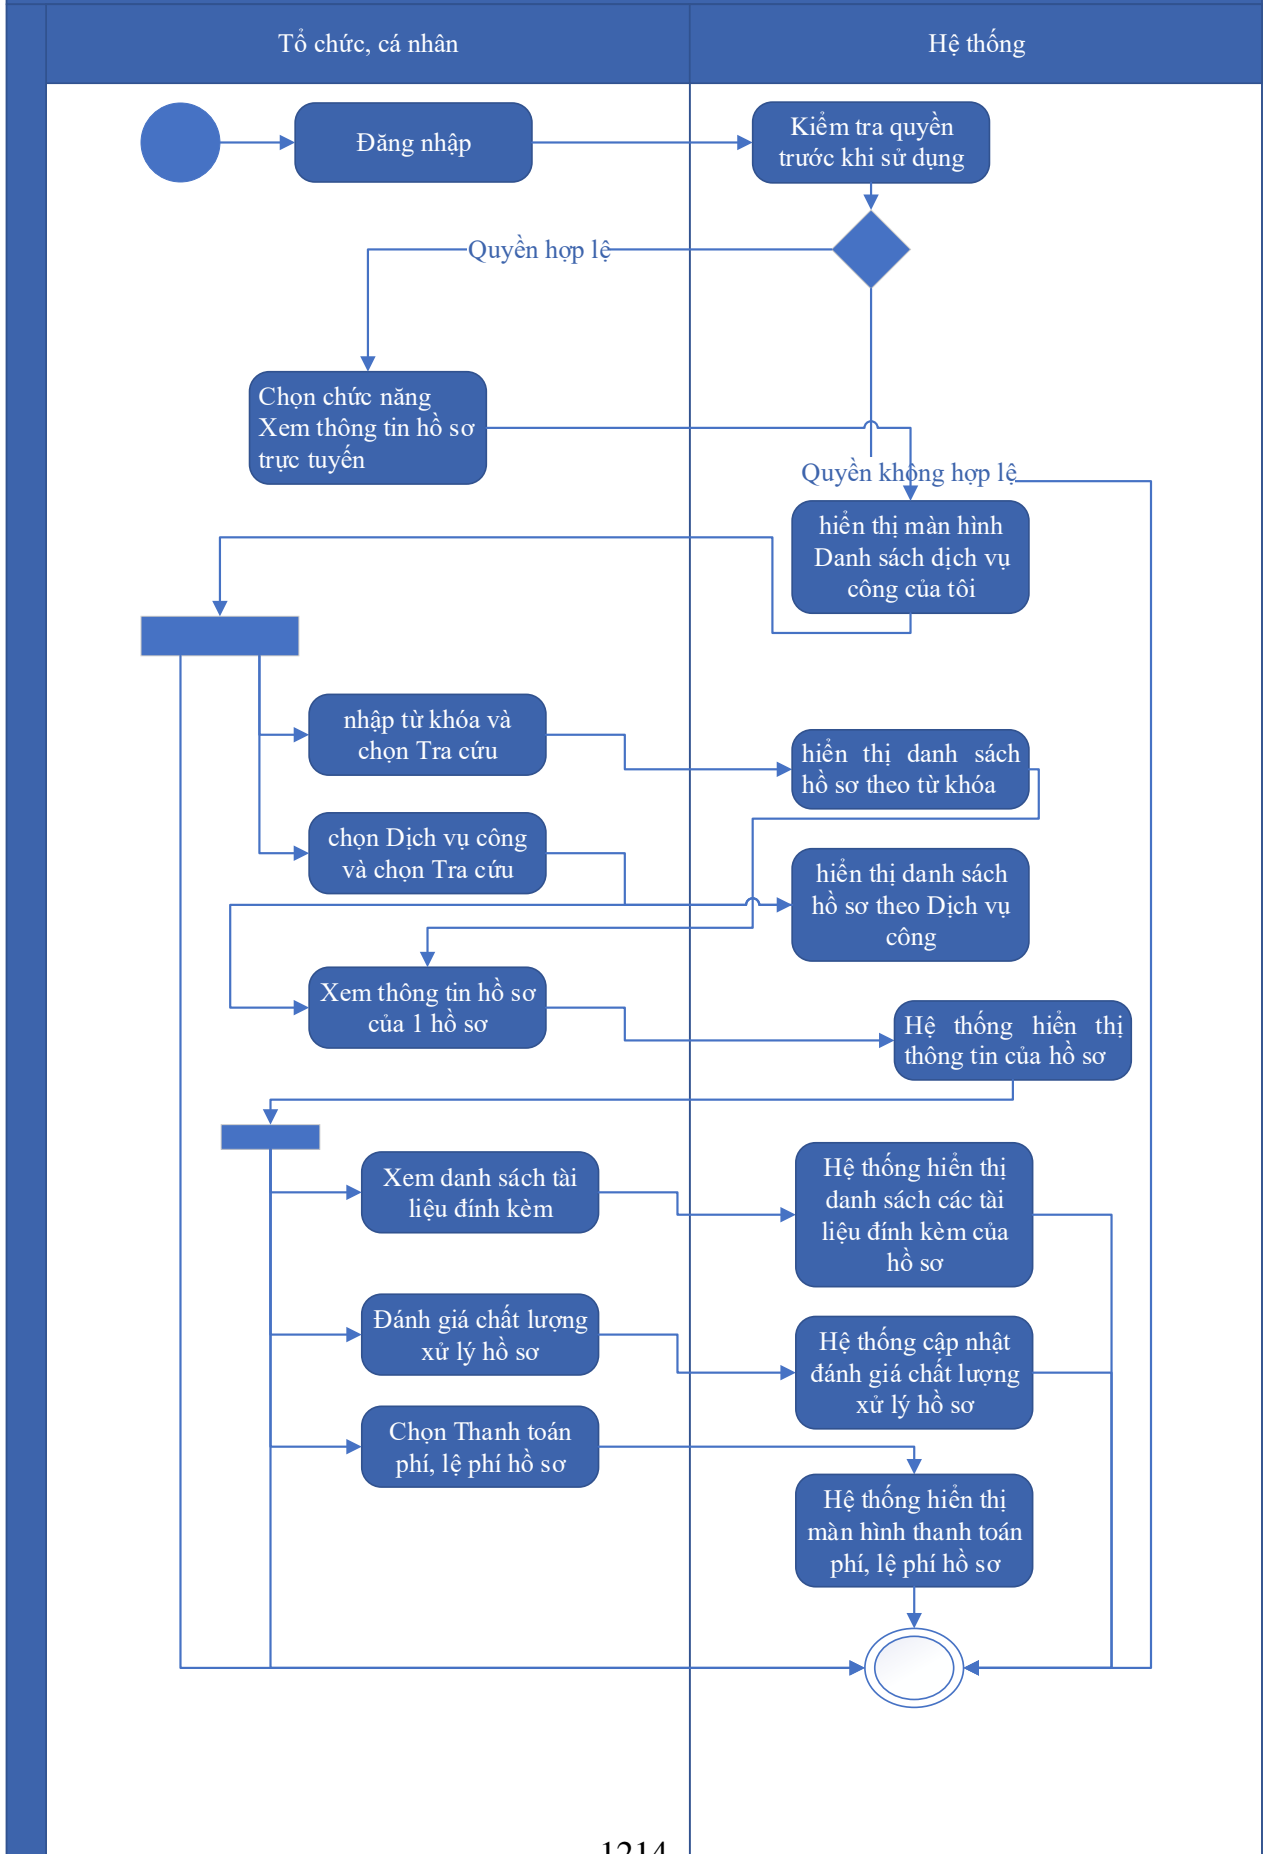 Tổ chức, cá nhân
Hệ thống
Đăng nhập
Kiểm tra quyền
trước khi sử dụng
Quyền hợp lệ
Chọn chức năng
Xem thông tin hồ sơ
trực tuyến
Quyền không hợp lệ
hiển thị màn hình
Danh sách dịch vụ
công của tôi
nhập từ khóa và
chọn Tra cứu
hiển thị danh sách
hồ sơ theo từ khóa
chọn Dịch vụ công
và chọn Tra cứu
hiển thị danh sách
hồ sơ theo Dịch vụ
công
Xem thông tin hồ sơ
của 1 hồ sơ
Hệ thống hiển thị
thông tin của hồ sơ
Xem danh sách tài
liệu đính kèm
Hệ thống hiển thị
danh sách các tài
liệu đính kèm của
hồ sơ
Đánh giá chất lượng
xử lý hồ sơ
Hệ thống cập nhật
đánh giá chất lượng
xử lý hồ sơ
Chọn Thanh toán
phí, lệ phí hồ sơ
Hệ thống hiển thị
màn hình thanh toán
phí, lệ phí hồ sơ
1214